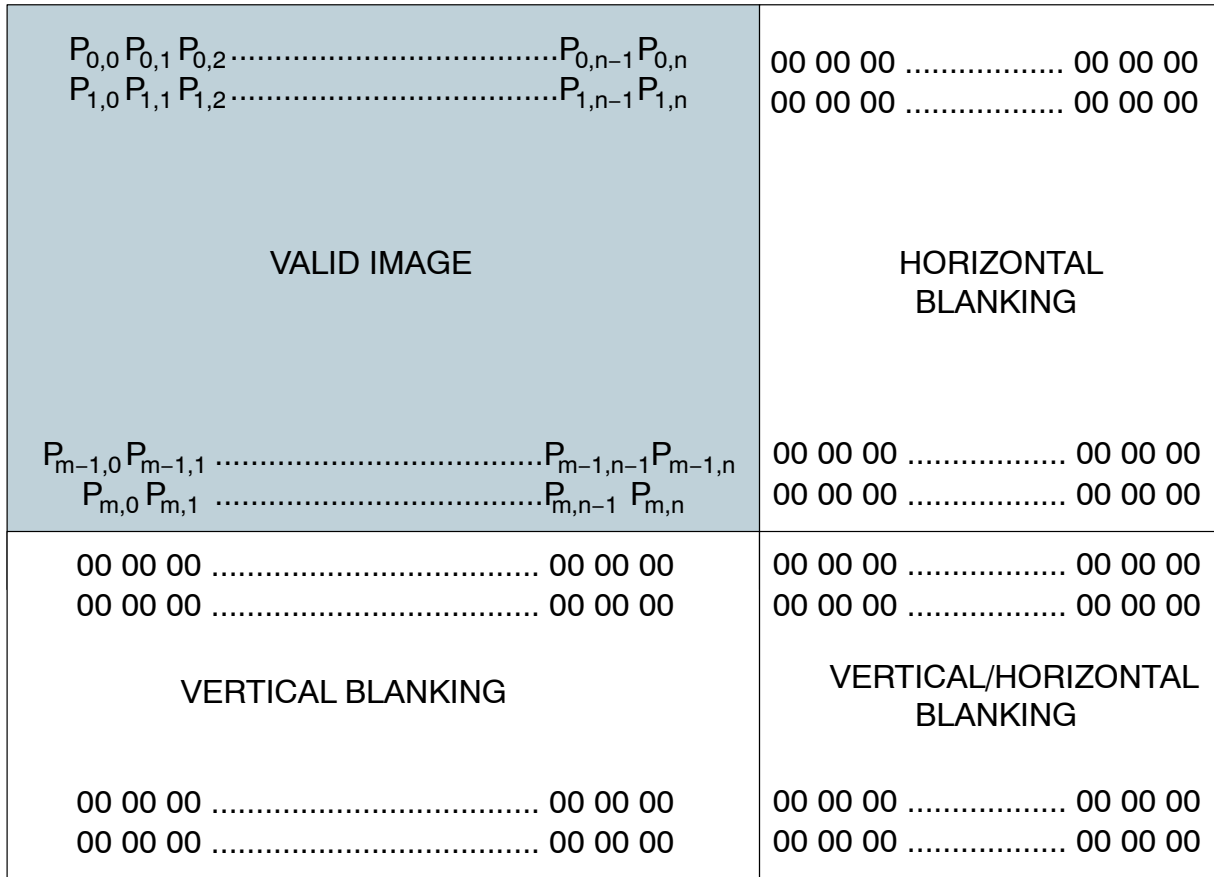 P0,0 P0,1 P0,2.....................................P0,n−1 P0,n
P1,0 P1,1 P1,2.....................................P1,n−1 P1,n
00 00 00 .................. 00 00 00
00 00 00 .................. 00 00 00
VALID IMAGE
HORIZONTAL
BLANKING
Pm−1,0 Pm−1,1 .....................................Pm−1,n−1 Pm−1,n
Pm,0 Pm,1 .....................................Pm,n−1 Pm,n
00 00 00 .................. 00 00 00
00 00 00 .................. 00 00 00
00 00 00 ..................................... 00 00 00
00 00 00 ..................................... 00 00 00
VERTICAL BLANKING
00 00 00 ..................................... 00 00 00
00 00 00 ..................................... 00 00 00
00 00 00 .................. 00 00 00
00 00 00 .................. 00 00 00
VERTICAL/HORIZONTAL
BLANKING
00 00 00 .................. 00 00 00
00 00 00 .................. 00 00 00